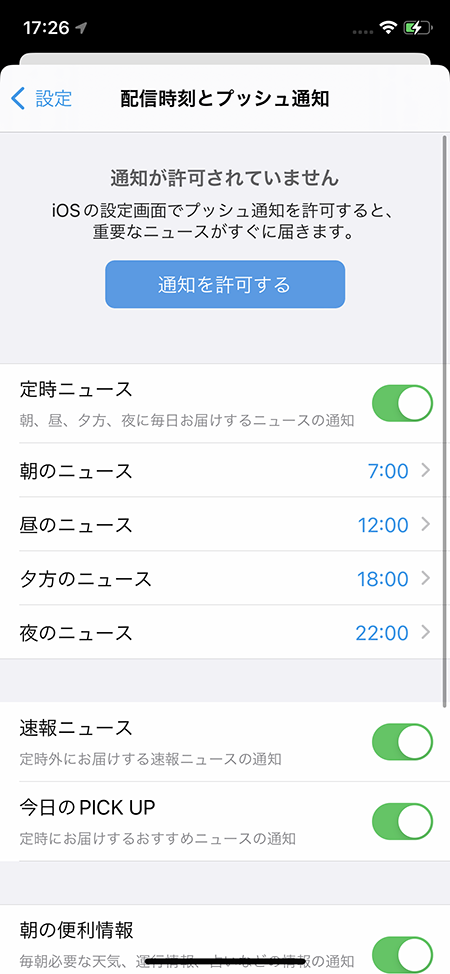 17:26
設定
配信時刻とプッシュ通知
通知が許可されていません
iOSの設定画面でプッシュ通知を許可すると、
重要なニュースがすぐに届きます。
通知を許可する
定時ニュース
朝、昼、夕方、夜に毎日お届けするニュースの通知
朝のニュース 7:00
昼のニュース 12:00
夕方のニュース 18:00
夜のニュース 22:00
速報ニュース
定時外にお届けする速報ニュースの通知
今日のPICK UP
定時にお届けするおすすめニュースの通知
朝の便利情報
毎朝必要な天気、運行情報、占いなどの情報の通知